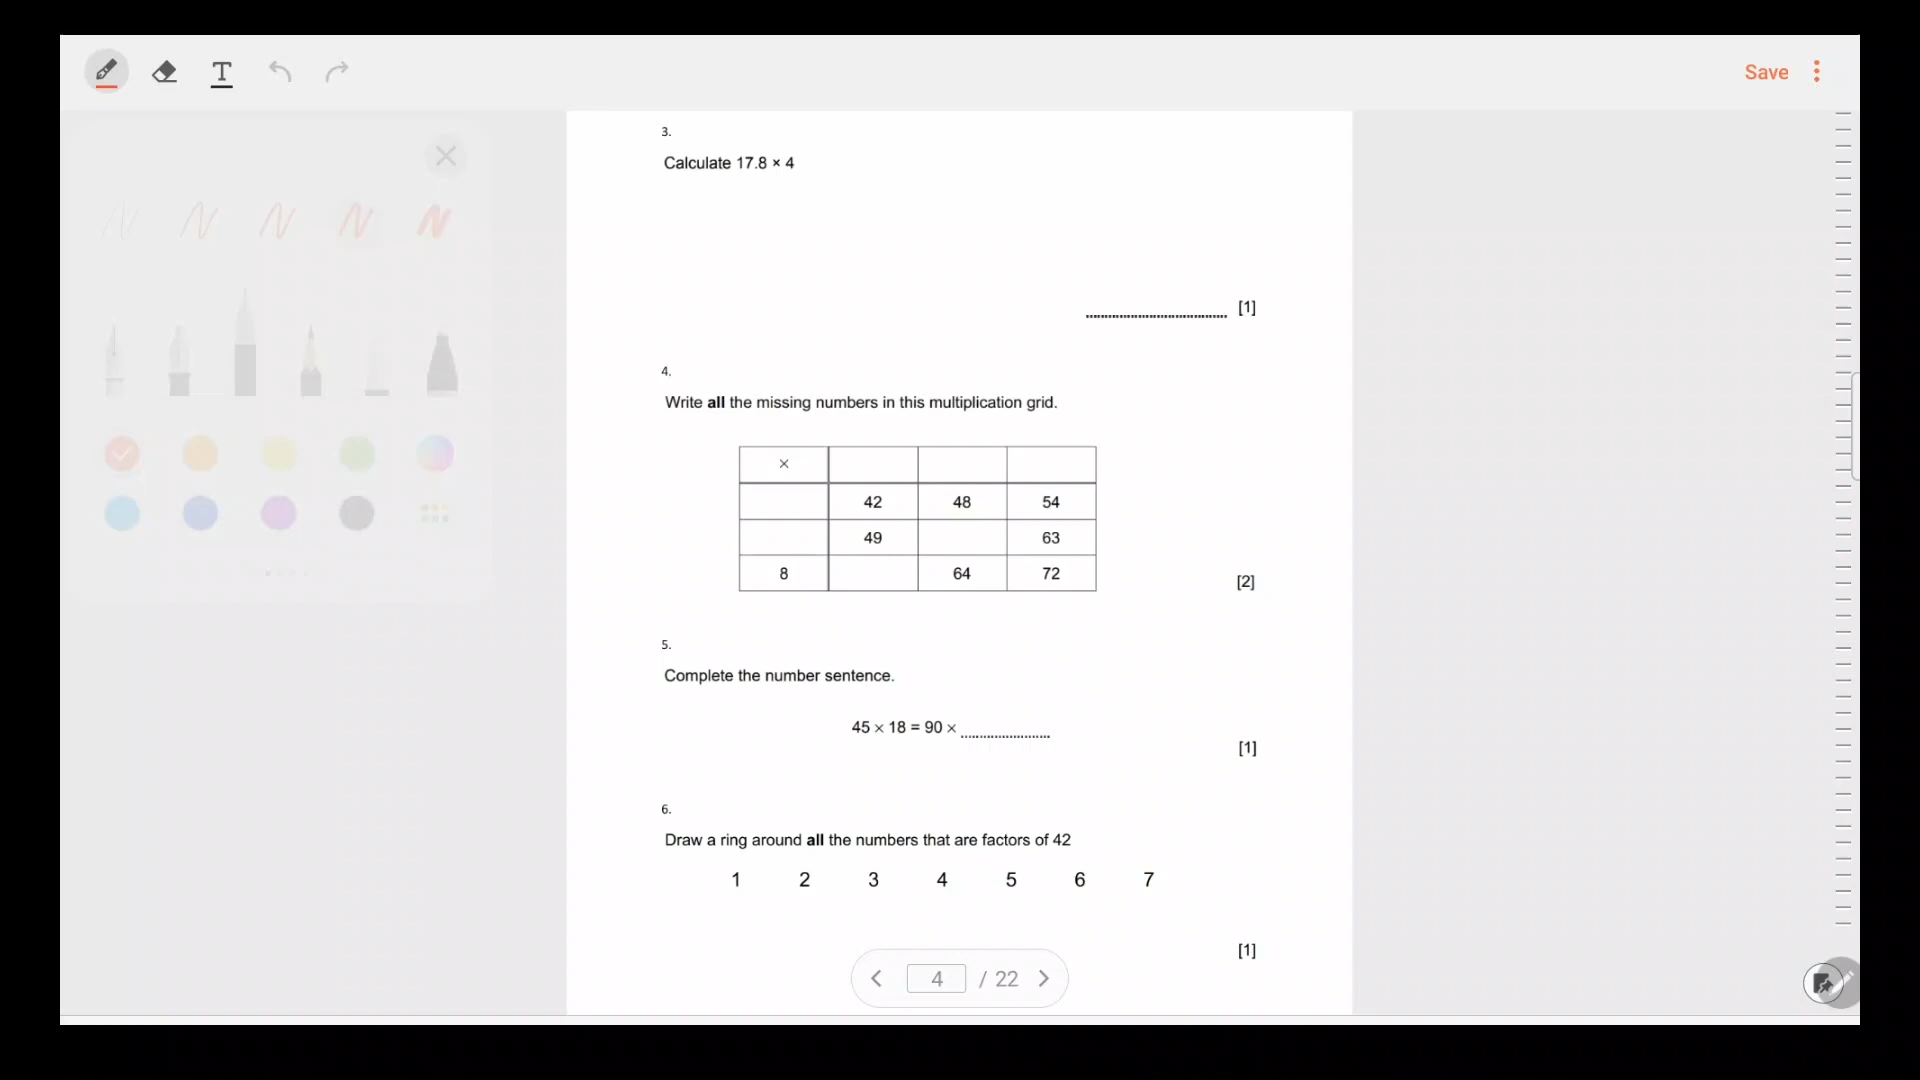 T
Save
3.
Calculate 17.8 × 4
.................................... [1]
4.
Write all the missing numbers in this multiplication grid.
×
42 48 54
49 63
8 64 72
[2]
5.
Complete the number sentence.
45 × 18 = 90 × .......................
[1]
6.
Draw a ring around all the numbers that are factors of 42
1 2 3 4 5 6 7
[1]
4 / 22